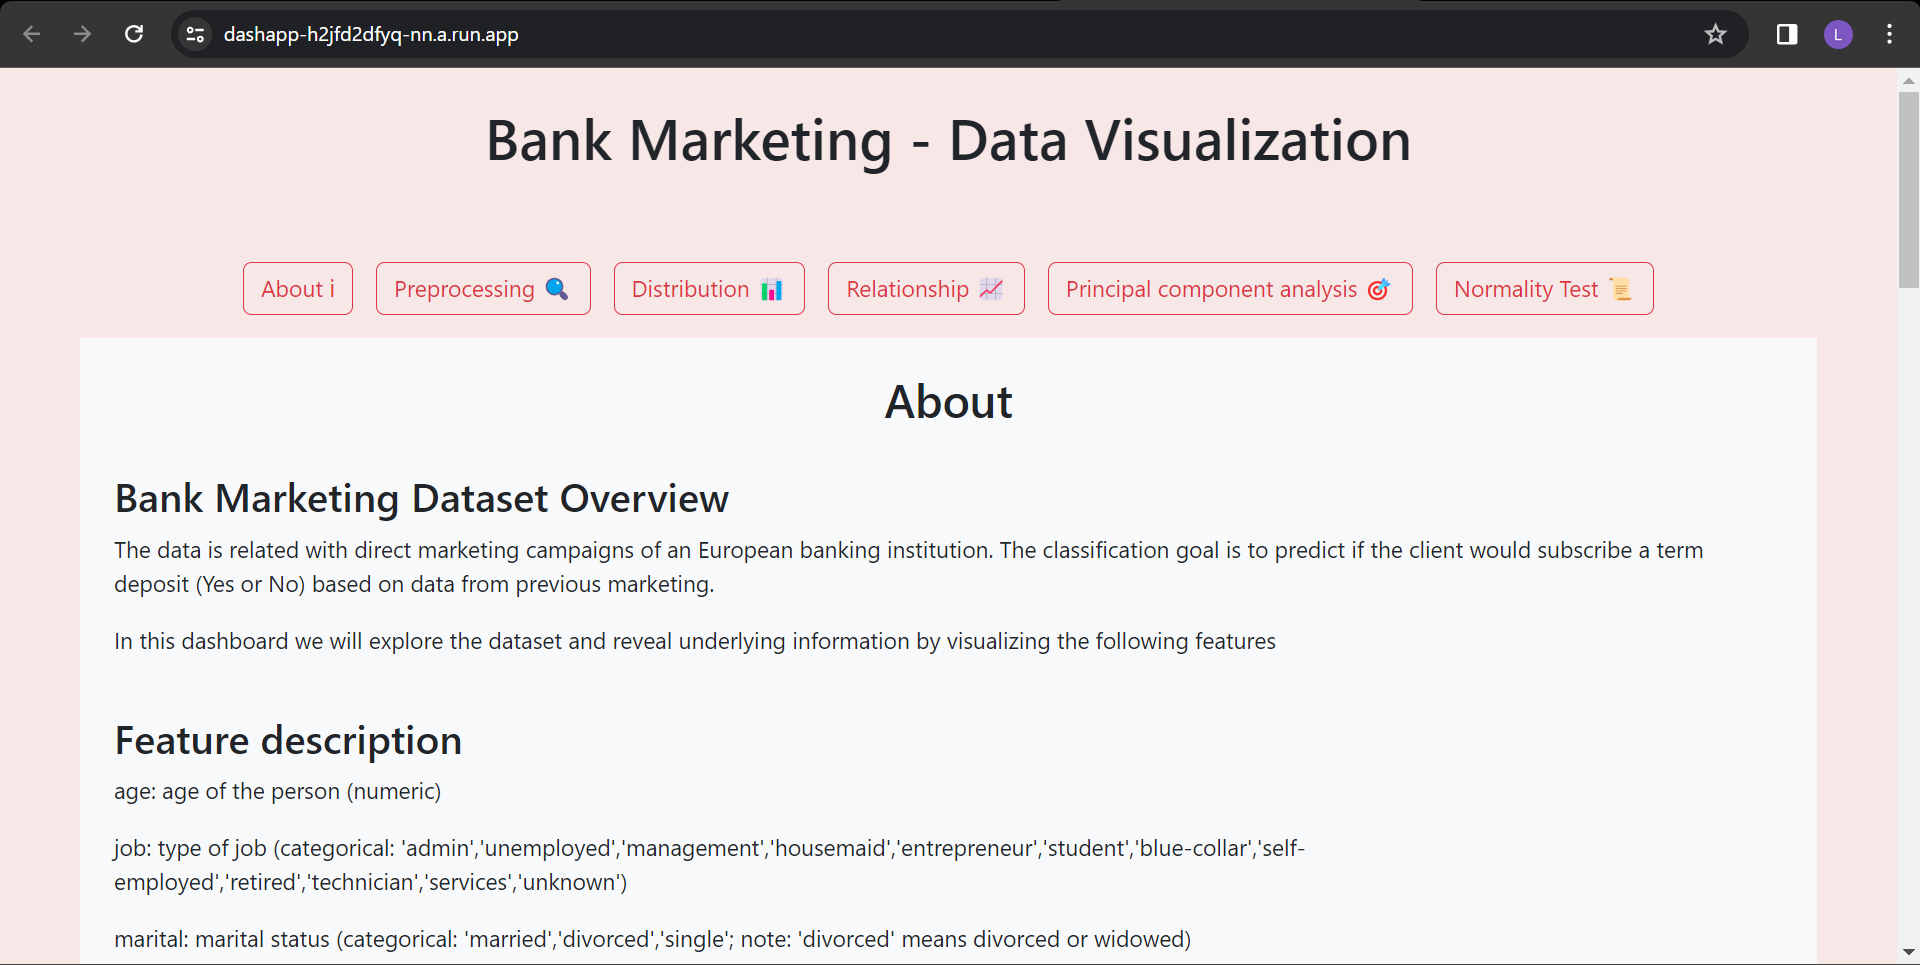 dashapp-h2jfd2dfyq-nn.a.run.app
L
Bank Marketing - Data Visualization
About i
Preprocessing
Distribution
Relationship
Principal component analysis
Normality Test
About
Bank Marketing Dataset Overview
The data is related with direct marketing campaigns of an European banking institution. The classification goal is to predict if the client would subscribe a term
deposit (Yes or No) based on data from previous marketing.
In this dashboard we will explore the dataset and reveal underlying information by visualizing the following features
Feature description
age: age of the person (numeric)
job: type of job (categorical: 'admin','unemployed','management','housemaid','entrepreneur','student','blue-collar','self-
employed','retired','technician','services','unknown')
marital: marital status (categorical: 'married','divorced','single'; note: 'divorced' means divorced or widowed)